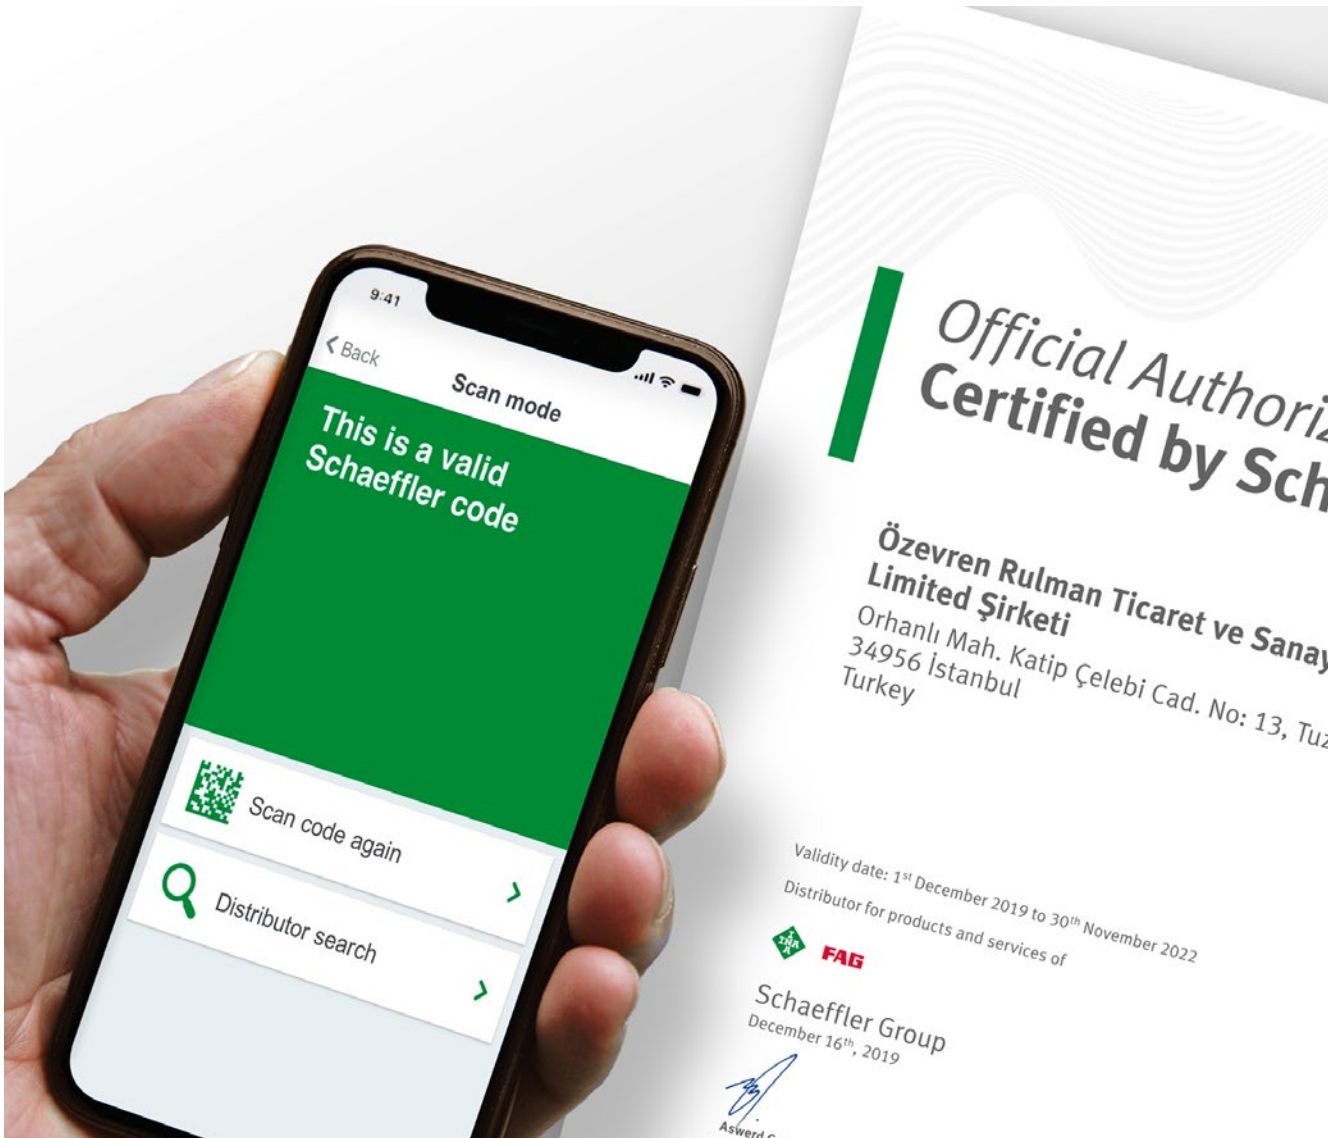 9:41
Back
Scan mode
This is a valid
Schaeffler code
Scan code again
Distributor search
Official Authoriz
Certified by Sch
Özevren Rulman Ticaret ve Sanay
Limited Şirketi
Orhanlı Mah. Katip Çelebi Cad. No: 13, Tuz
34956 İstanbul
Turkey
Validity date: 1st December 2019 to 30th November 2022
Distributor for products and services of
INA FAG
Schaeffler Group
December 16th, 2019
Aswerd